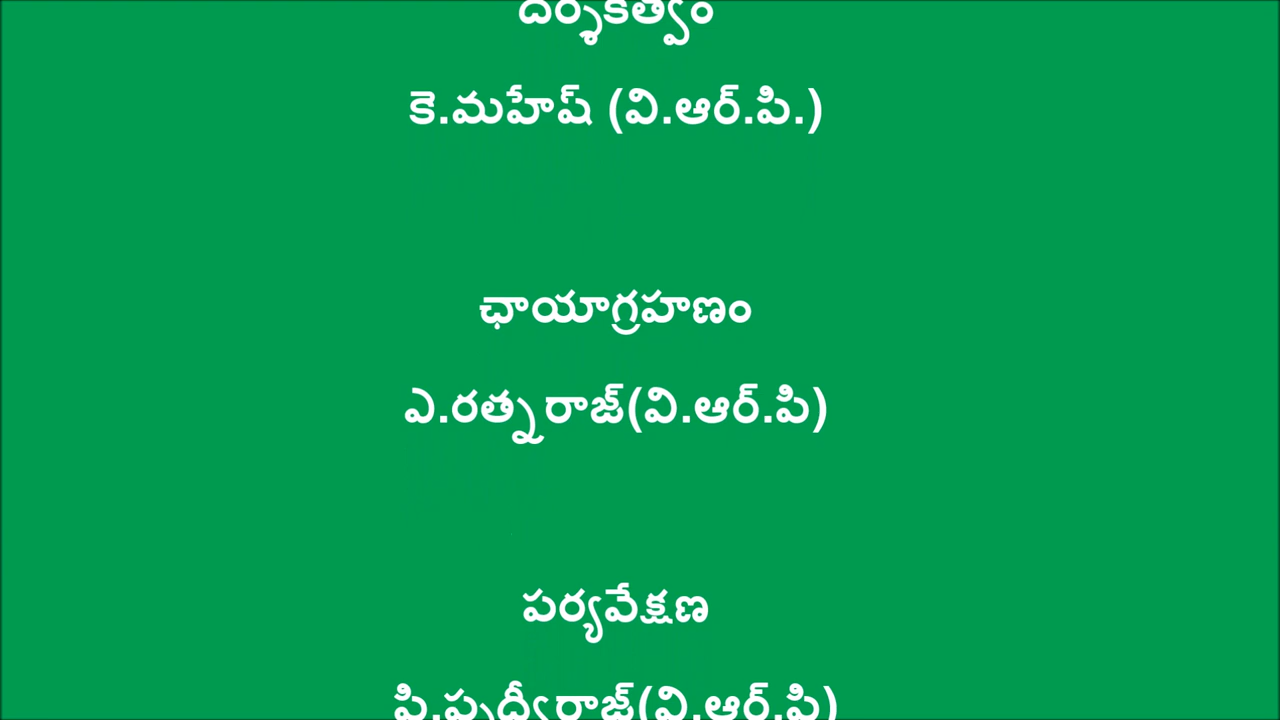 దర్శకత్వం
కె.మహేష్ (వి.ఆర్.పి.)
ఛాయాగ్రహణం
ఎ.రత్నరాజ్(వి.ఆర్.పి)
పర్యవేక్షణ
పి.పృధ్వీరాజ్(వి.ఆర్.పి)